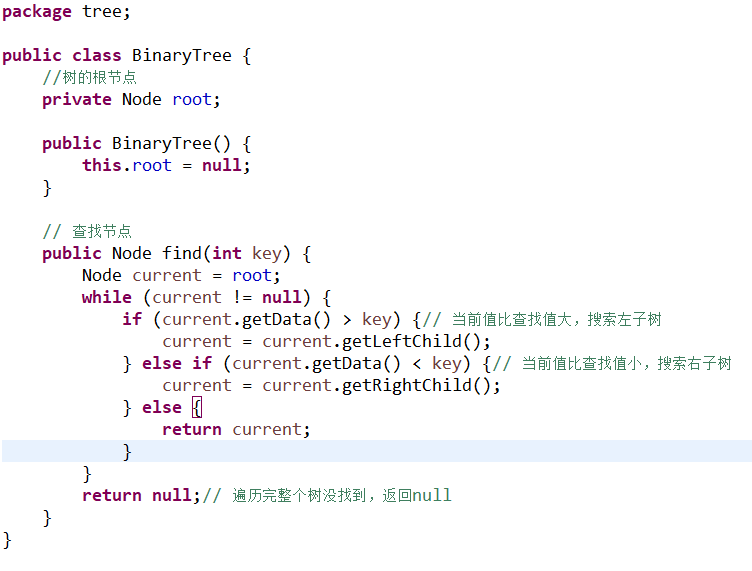 package tree;
public class BinaryTree {
//树的根节点
private Node root;
public BinaryTree() {
this.root = null;
}
// 查找节点
public Node find(int key) {
Node current = root;
while (current != null) {
if (current.getData() > key) {// 当前值比查找值大，搜索左子树
current = current.getLeftChild();
} else if (current.getData() < key) {// 当前值比查找值小，搜索右子树
current = current.getRightChild();
} else {
return current;
}
}
return null;// 遍历完整个树没找到，返回null
}
}